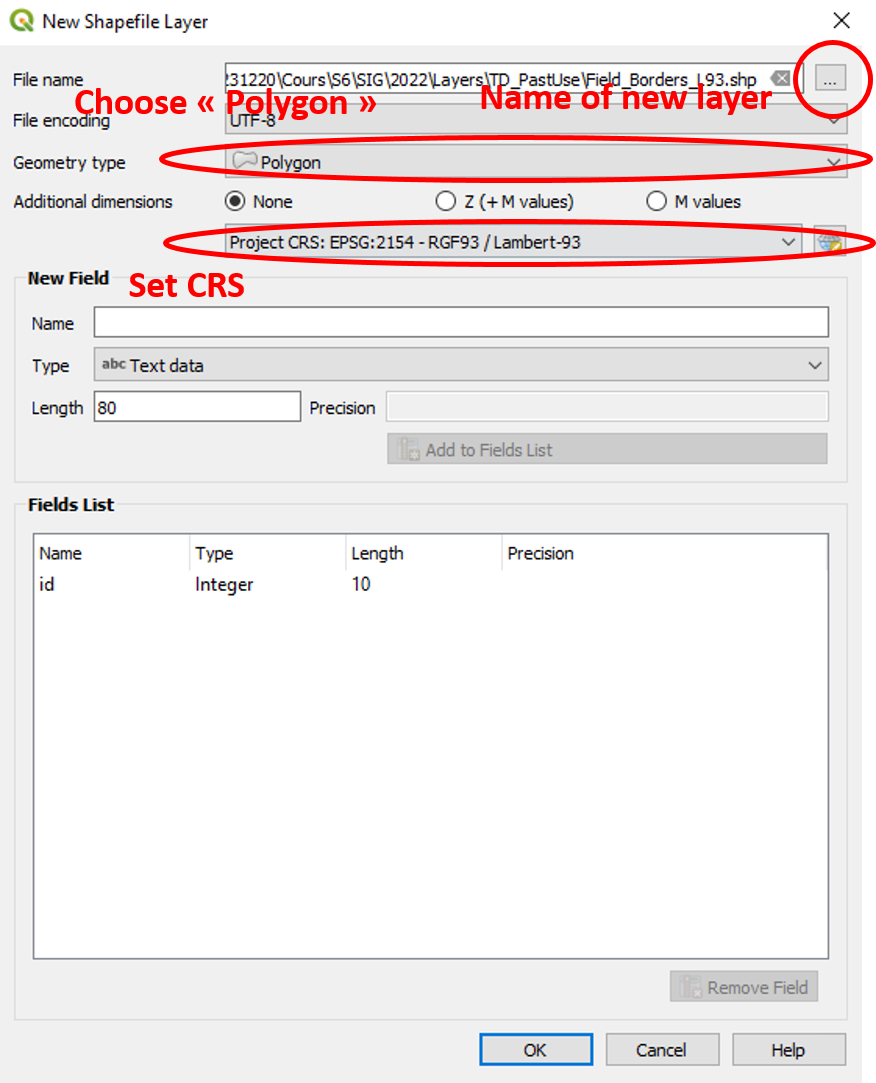 New Shapefile Layer
File name
231220\Cours\S6\SIG\2022\Layers\TD_PastUse\Field_Borders_L93.shp
...
Choose « Polygon »
Name of new layer
File encoding
UTF-8
Geometry type
Polygon
Additional dimensions
None
Z (+ M values)
M values
Project CRS: EPSG:2154 - RGF93 / Lambert-93
Set CRS
New Field
Name
Type
abc Text data
Length
80
Precision
Add to Fields List
Fields List
Name Type Length Precision
id Integer 10
Remove Field
OK Cancel Help